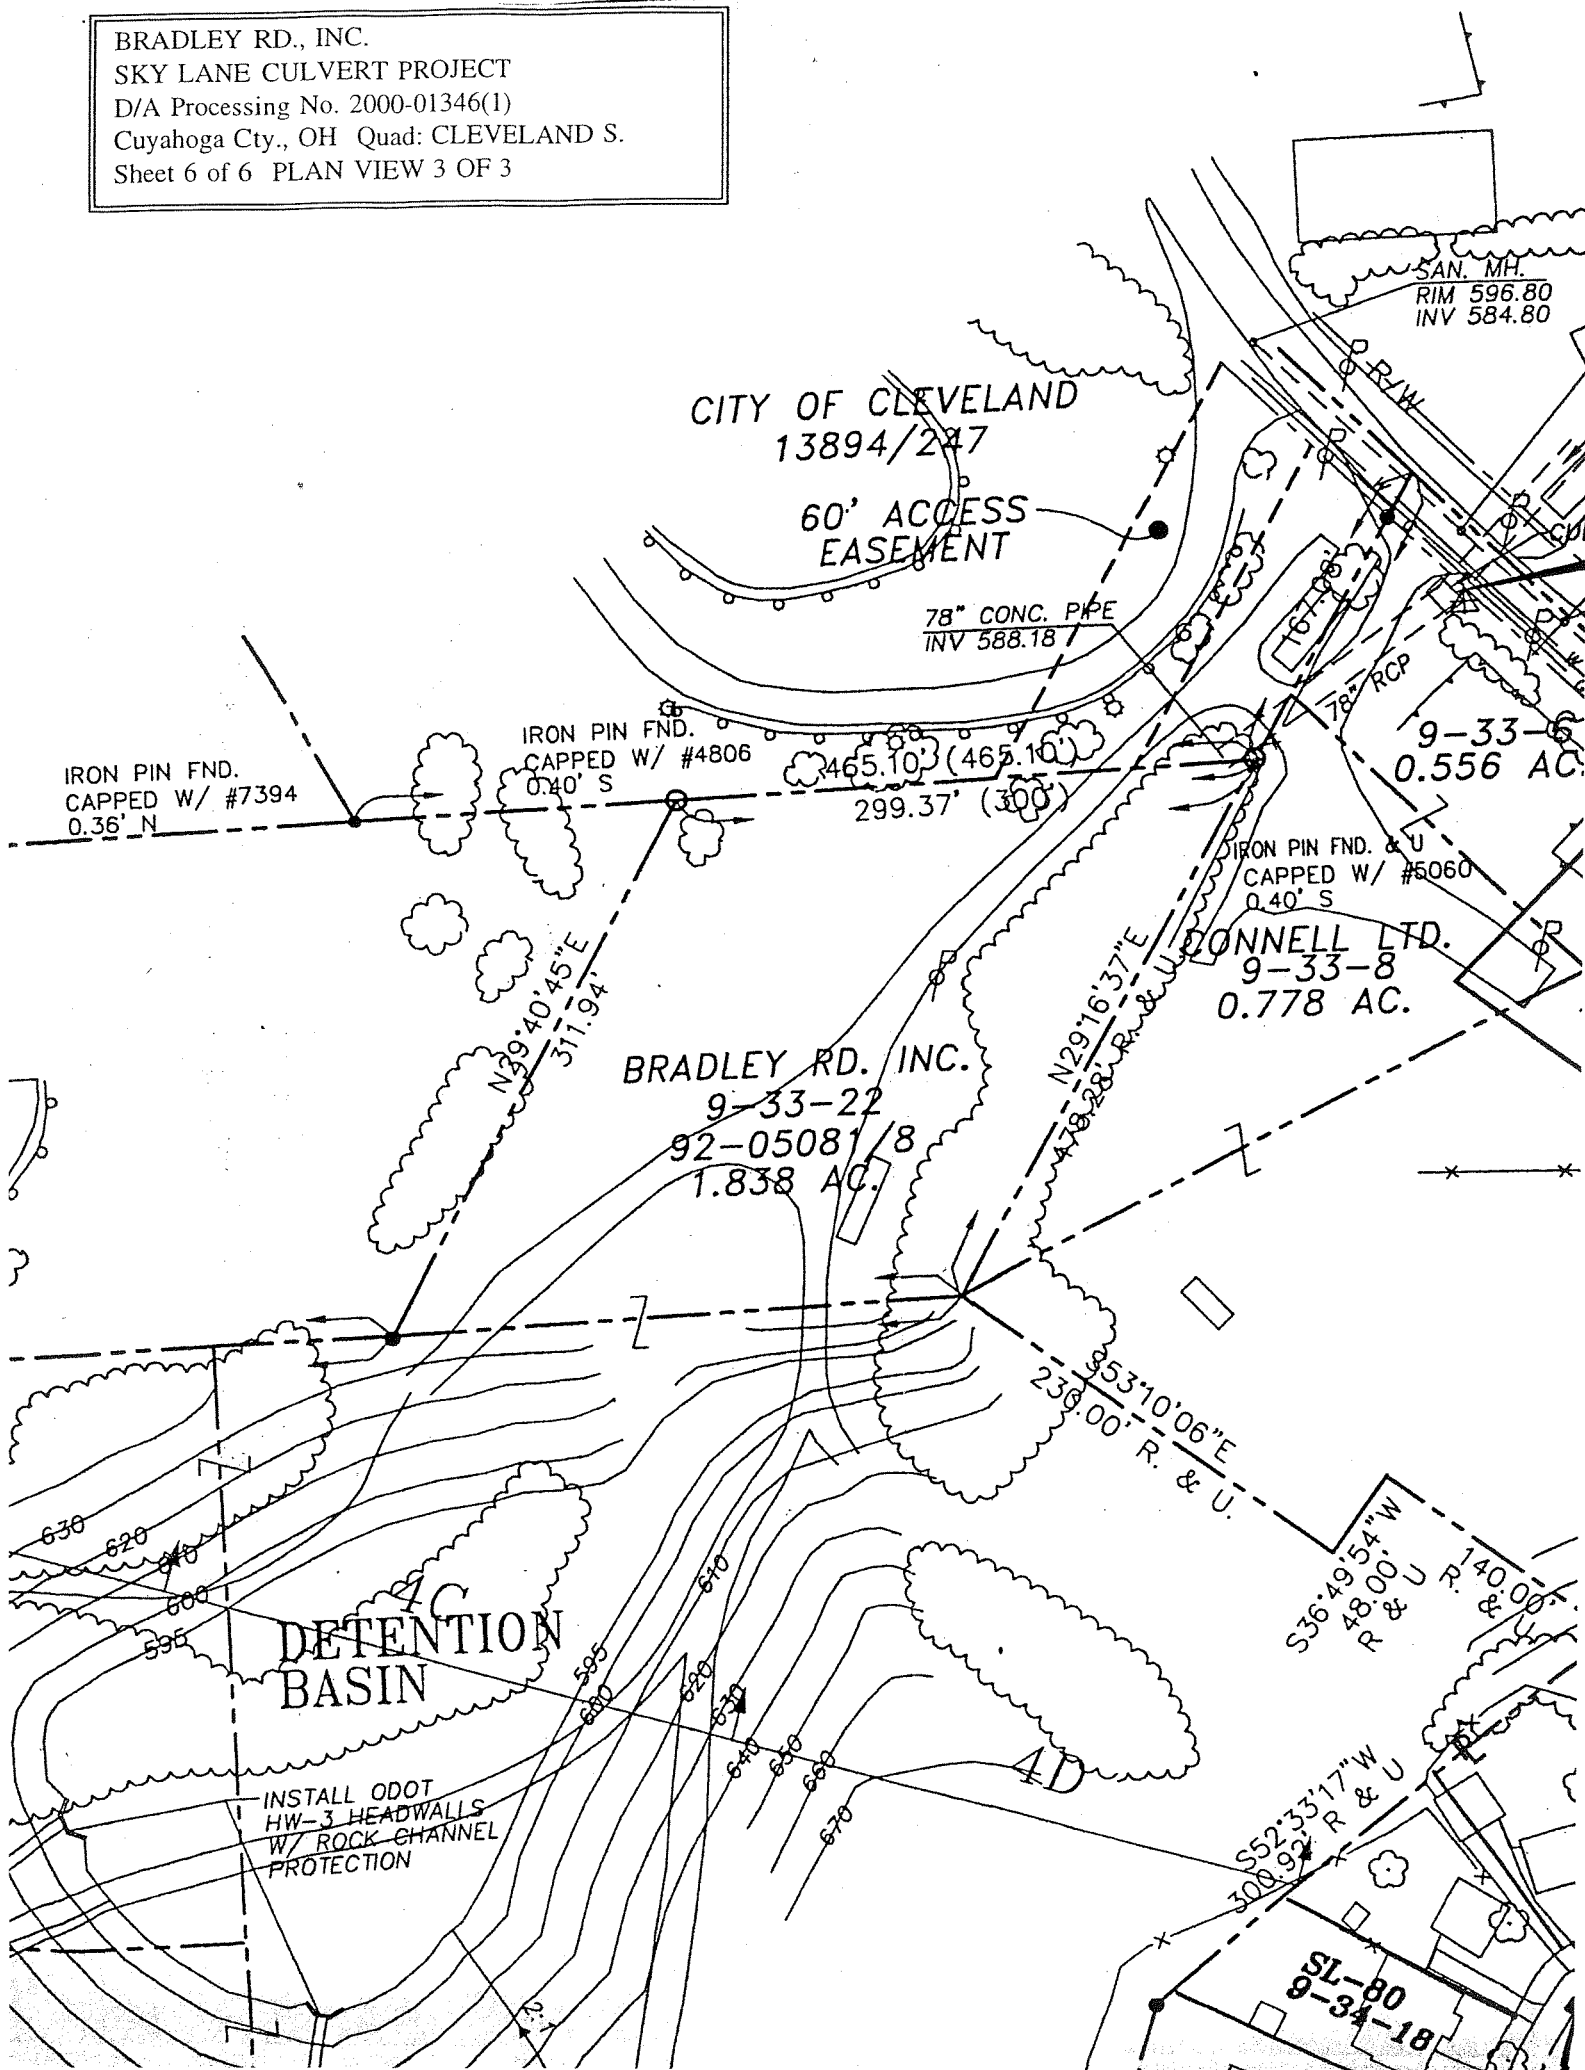 BRADLEY RD., INC.
SKY LANE CULVERT PROJECT
D/A Processing No. 2000-01346(1)
Cuyahoga Cty., OH Quad: CLEVELAND S.
Sheet 6 of 6 PLAN VIEW 3 OF 3
SAN. MH.
RIM 596.80
INV 584.80
R/W
CITY OF CLEVELAND
13894/247
60' ACCESS
EASEMENT
78" CONC. PIPE
INV 588.18
78" RCP
9-33-6
0.556 AC.
IRON PIN FND.
CAPPED W/ #4806
0.40' S
IRON PIN FND.
CAPPED W/ #7394
0.36' N
465.10' (465.10')
299.37' (300')
IRON PIN FND. & U
CAPPED W/ #5060
0.40' S
CONNELL LTD.
9-33-8
0.778 AC.
N29°40'45"E
311.94'
N29°16'37"E
478.28' R. & U.
BRADLEY RD. INC.
9-33-22
92-05081/8
1.838 AC.
S53°10'06"E
230.00' R. & U.
S36°49'54"W
48.00'
R & U
140.00'
R. & U
630
620
610
600
595
4C
DETENTION
BASIN
595
600
610
620
630
640
650
660
670
4D
INSTALL ODOT
HW-3 HEADWALLS
W/ ROCK CHANNEL
PROTECTION
S52°33'17"W
300.92' R & U
SL-80
9-34-18
2:1